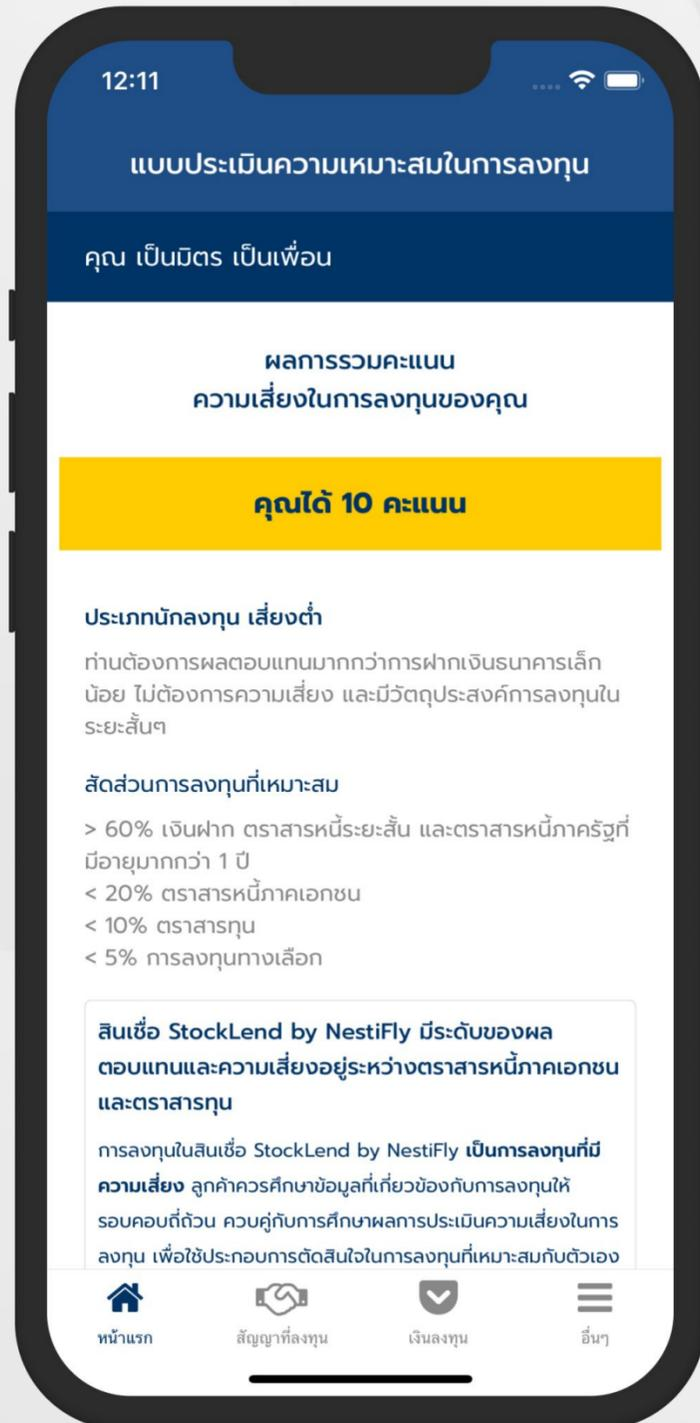 12:11
แบบประเมินความเหมาะสมในการลงทุน
คุณ เป็นมิตร เป็นเพื่อน
ผลการรวมคะแนน
ความเสี่ยงในการลงทุนของคุณ
คุณได้ 10 คะแนน
ประเภทนักลงทุน เสี่ยงต่ำ
ท่านต้องการผลตอบแทนมากกว่าการฝากเงินธนาคารเล็ก
น้อย ไม่ต้องการความเสี่ยง และมีวัตถุประสงค์การลงทุนใน
ระยะสั้นๆ
สัดส่วนการลงทุนที่เหมาะสม
> 60% เงินฝาก ตราสารหนี้ระยะสั้น และตราสารหนี้ภาครัฐที่
มีอายุมากกว่า 1 ปี
< 20% ตราสารหนี้ภาคเอกชน
< 10% ตราสารทุน
< 5% การลงทุนทางเลือก
สินเชื่อ StockLend by NestiFly มีระดับของผล
ตอบแทนและความเสี่ยงอยู่ระหว่างตราสารหนี้ภาคเอกชน
และตราสารทุน
การลงทุนในสินเชื่อ StockLend by NestiFly เป็นการลงทุนที่มี
ความเสี่ยง ลูกค้าควรศึกษาข้อมูลที่เกี่ยวข้องกับการลงทุนให้
รอบคอบถี่ถ้วน ควบคู่กับการศึกษาผลการประเมินความเสี่ยงในการ
ลงทุน เพื่อใช้ประกอบการตัดสินใจในการลงทุนที่เหมาะสมกับตัวเอง
หน้าแรก สัญญาที่ลงทุน เงินลงทุน อื่นๆ